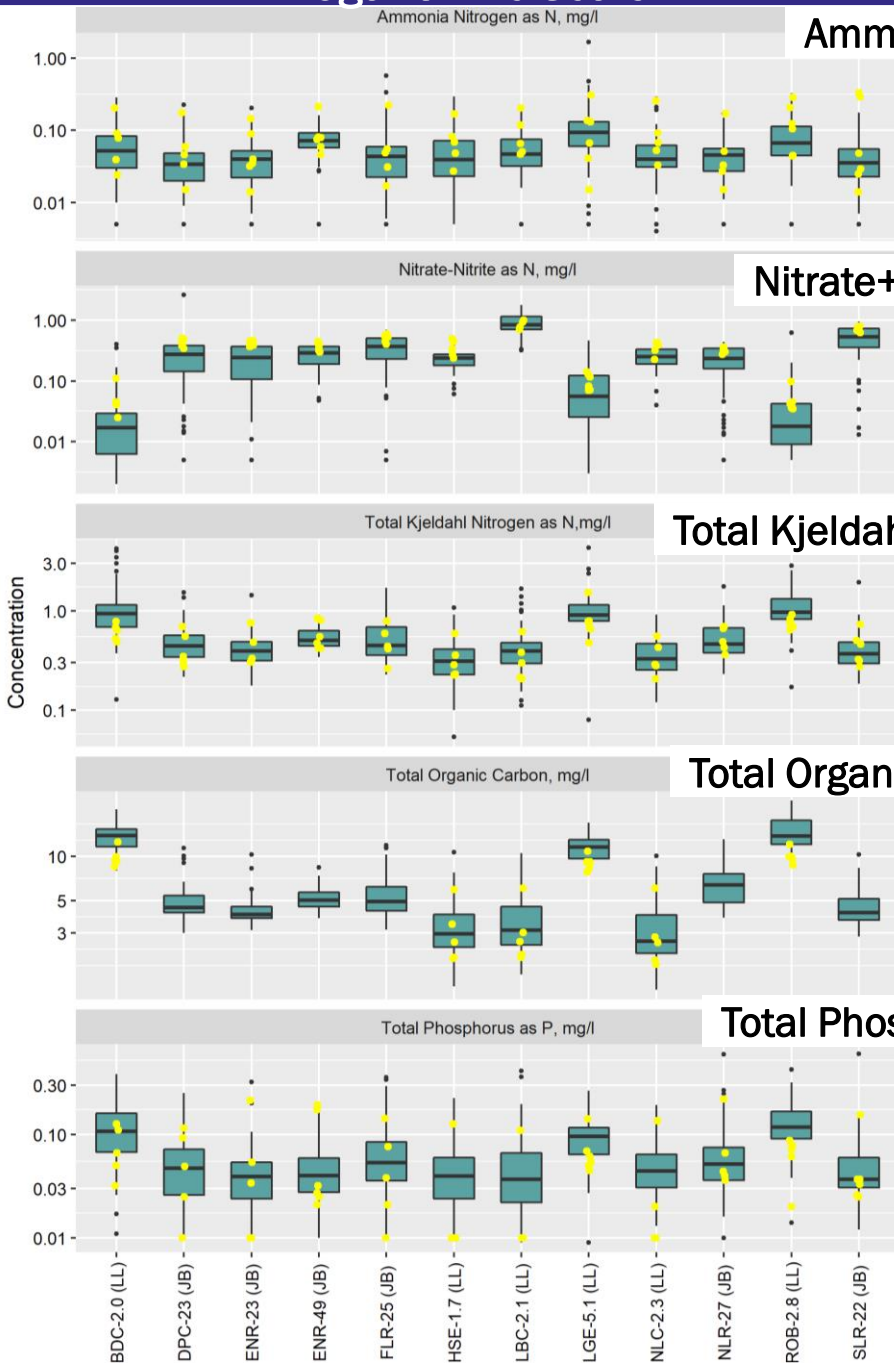 Ammonia Nitrogen as N, mg/l
Amm
1.00
0.10
0.01
Nitrate-Nitrite as N, mg/l
Nitrate+
1.00
0.10
0.01
Total Kjeldahl Nitrogen as N,mg/l
Total Kjeldah
3.0
1.0
0.3
0.1
Concentration
Total Organic Carbon, mg/l
Total Organ
10
5
3
Total Phosphorus as P, mg/l
Total Phos
0.30
0.10
0.03
0.01
BDC-2.0 (LL)
DPC-23 (JB)
ENR-23 (JB)
ENR-49 (JB)
FLR-25 (JB)
HSE-1.7 (LL)
LBC-2.1 (LL)
LGE-5.1 (LL)
NLC-2.3 (LL)
NLR-27 (JB)
ROB-2.8 (LL)
SLR-22 (JB)